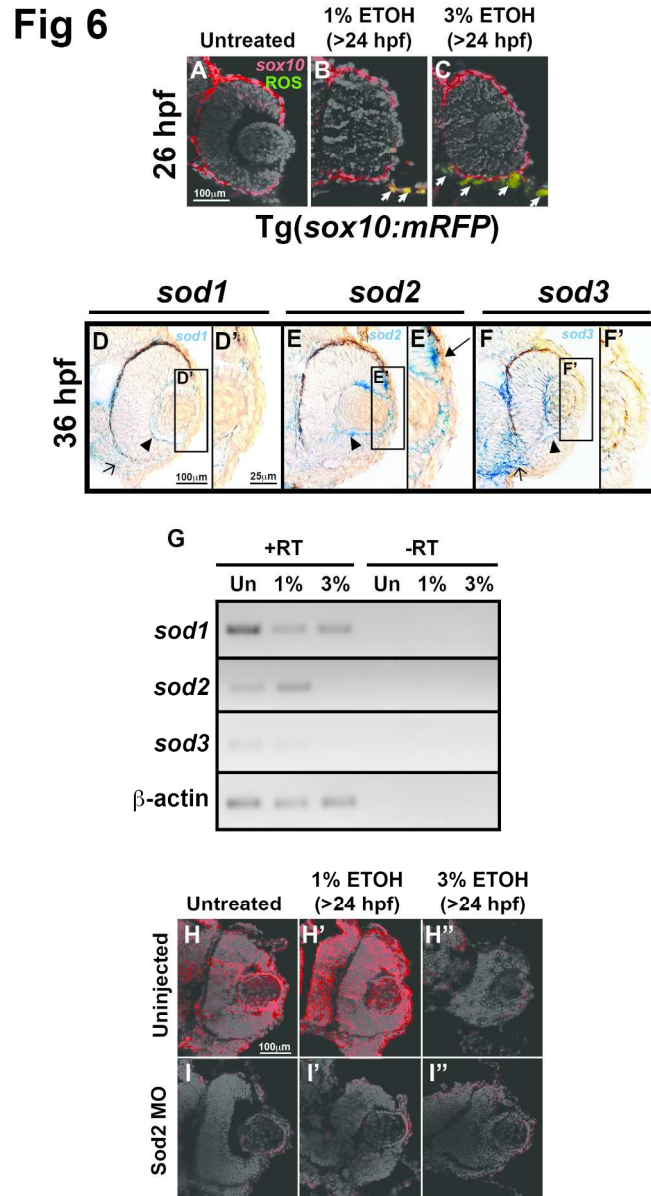 Fig 6
Untreated
1% ETOH
(>24 hpf)
3% ETOH
(>24 hpf)
26 hpf
A
sox10
ROS
100μm
B
C
Tg(sox10:mRFP)
sod1
sod2
sod3
36 hpf
D
sod1
D'
100μm
D'
25μm
E
sod2
E'
E'
F
sod3
F'
F'
G
+RT
-RT
Un 1% 3% Un 1% 3%
sod1
sod2
sod3
β-actin
Untreated
1% ETOH
(>24 hpf)
3% ETOH
(>24 hpf)
Uninjected
H
100μm
H'
H''
Sod2 MO
I
I'
I''